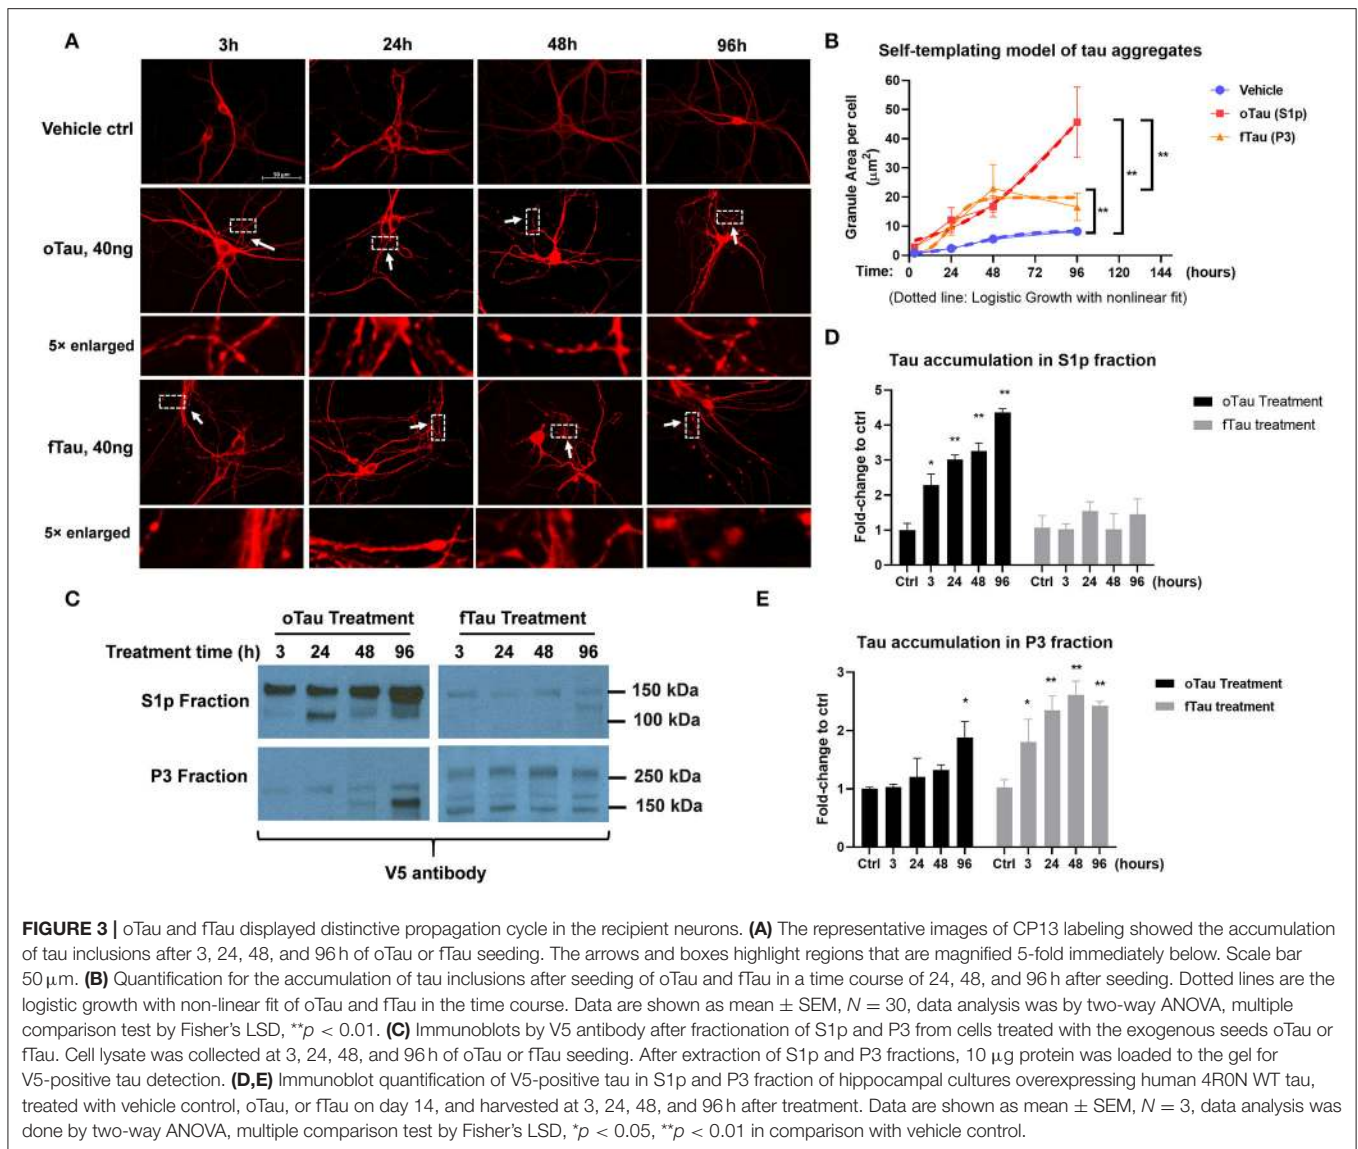 A
3h 24h 48h 96h
Vehicle ctrl
50 μm
oTau, 40ng
5× enlarged
fTau, 40ng
5× enlarged
B
Self-templating model of tau aggregates
Granule Area per cell
(μm²)
60
50
40
30
20
10
0
Time: 0 24 48 72 96 120 144 (hours)
(Dotted line: Logistic Growth with nonlinear fit)
Vehicle
oTau (S1p)
fTau (P3)
**
**
**
C
oTau Treatment fTau Treatment
Treatment time (h) 3 24 48 96 3 24 48 96
S1p Fraction
150 kDa
100 kDa
P3 Fraction
250 kDa
150 kDa
V5 antibody
D
Tau accumulation in S1p fraction
Fold-change to ctrl
5
4
3
2
1
0
* ** ** **
Ctrl 3 24 48 96 Ctrl 3 24 48 96 (hours)
oTau Treatment
fTau treatment
E
Tau accumulation in P3 fraction
Fold-change to ctrl
3
2
1
0
* * ** ** **
Ctrl 3 24 48 96 Ctrl 3 24 48 96 (hours)
oTau Treatment
fTau treatment
FIGURE 3 | oTau and fTau displayed distinctive propagation cycle in the recipient neurons. (A) The representative images of CP13 labeling showed the accumulation
of tau inclusions after 3, 24, 48, and 96 h of oTau or fTau seeding. The arrows and boxes highlight regions that are magnified 5-fold immediately below. Scale bar
50 μm. (B) Quantification for the accumulation of tau inclusions after seeding of oTau and fTau in a time course of 24, 48, and 96 h after seeding. Dotted lines are the
logistic growth with non-linear fit of oTau and fTau in the time course. Data are shown as mean ± SEM, N = 30, data analysis was by two-way ANOVA, multiple
comparison test by Fisher's LSD, **p < 0.01. (C) Immunoblots by V5 antibody after fractionation of S1p and P3 from cells treated with the exogenous seeds oTau or
fTau. Cell lysate was collected at 3, 24, 48, and 96 h of oTau or fTau seeding. After extraction of S1p and P3 fractions, 10 μg protein was loaded to the gel for
V5-positive tau detection. (D,E) Immunoblot quantification of V5-positive tau in S1p and P3 fraction of hippocampal cultures overexpressing human 4R0N WT tau,
treated with vehicle control, oTau, or fTau on day 14, and harvested at 3, 24, 48, and 96 h after treatment. Data are shown as mean ± SEM, N = 3, data analysis was
done by two-way ANOVA, multiple comparison test by Fisher's LSD, *p < 0.05, **p < 0.01 in comparison with vehicle control.